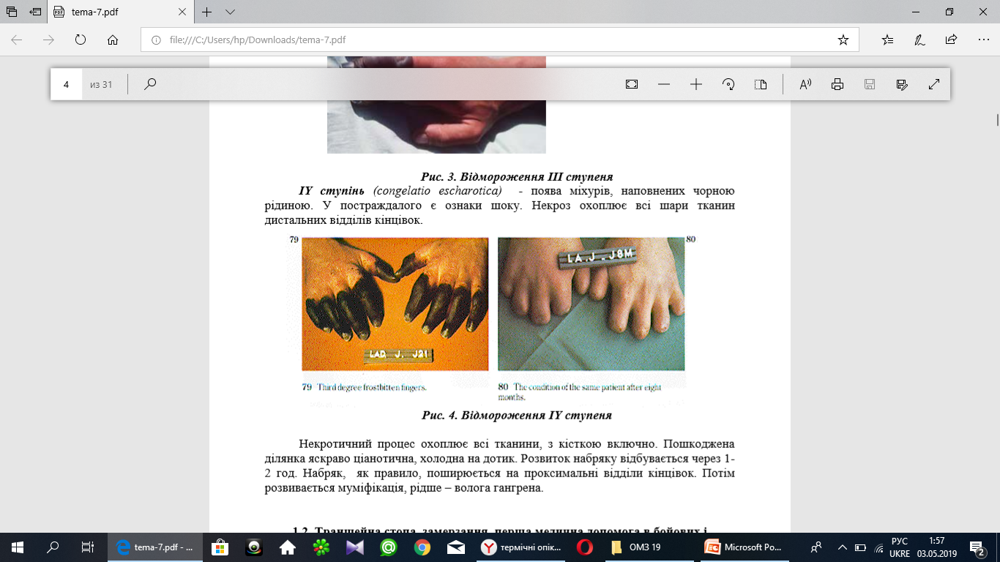 tema-7.pdf
file:///C:/Users/hp/Downloads/tema-7.pdf
4 из 31
Рис. 3. Відмороження III ступеня
IY ступінь (congelatio escharotica) - поява міхурів, наповнених чорною
рідиною. У постраждалого є ознаки шоку. Некроз охоплює всі шари тканин
дистальних відділів кінцівок.
79
80
LAD. J. J21
LA.J - J8M
79 Third degree frostbitten fingers.
80 The condition of the same patient after eight
months.
Рис. 4. Відмороження IY ступеня
Некротичний процес охоплює всі тканини, з кісткою включно. Пошкоджена
ділянка яскраво ціанотична, холодна на дотик. Розвиток набряку відбувається через 1-
2 год. Набряк, як правило, поширюється на проксимальні відділи кінцівок. Потім
розвивається муміфікація, рідше – волога гангрена.
1.2. Траншейна стопа, замерзання, перша медична допомога в бойових і
tema-7.pdf - ...
термічні опік...
ОМЗ 19
Microsoft Po...
РУС
UKRE
1:57
03.05.2019
2